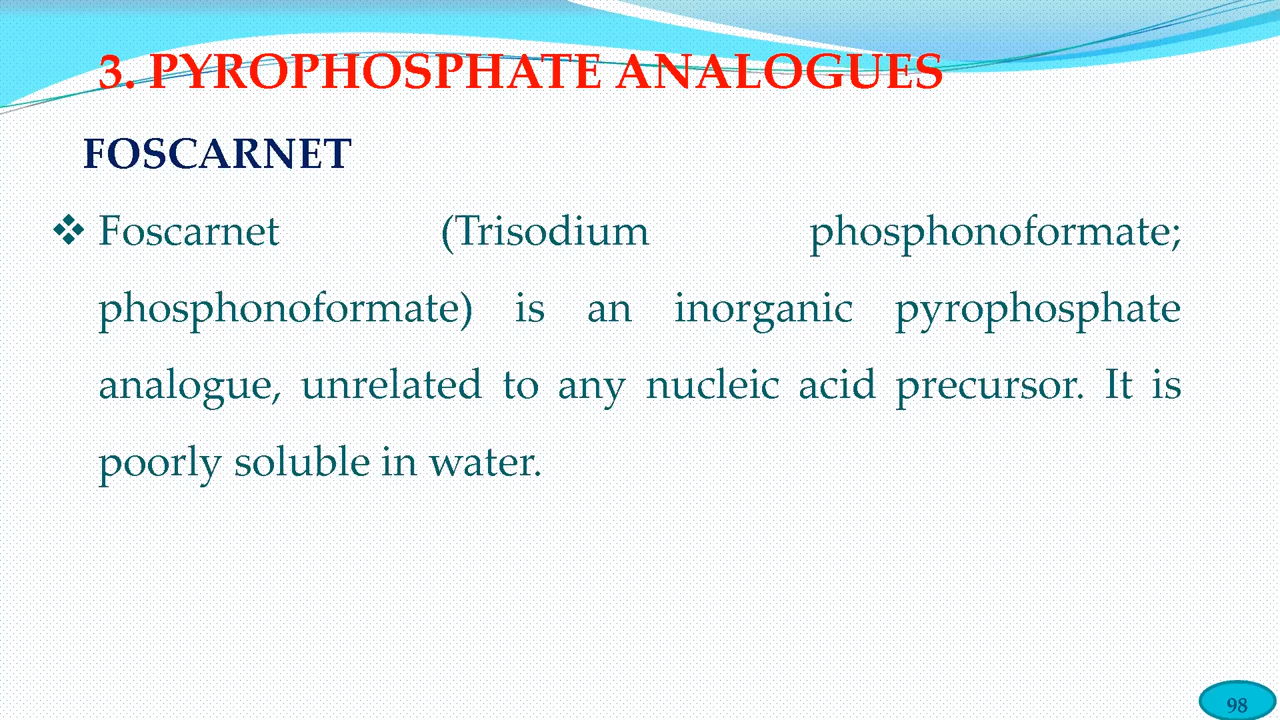 3. PYROPHOSPHATE ANALOGUES
FOSCARNET
❖ Foscarnet (Trisodium phosphonoformate;
phosphonoformate) is an inorganic pyrophosphate
analogue, unrelated to any nucleic acid precursor. It is
poorly soluble in water.
98